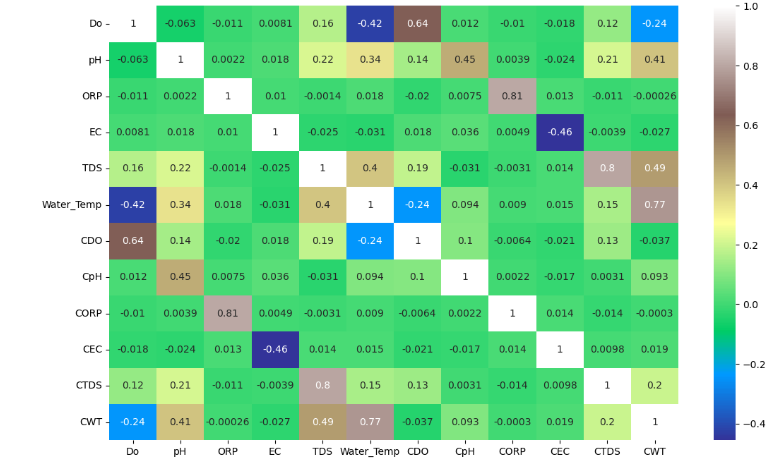 Do 1 -0.063 -0.011 0.0081 0.16 -0.42 0.64 0.012 -0.01 -0.018 0.12 -0.24
pH -0.063 1 0.0022 0.018 0.22 0.34 0.14 0.45 0.0039 -0.024 0.21 0.41
ORP -0.011 0.0022 1 0.01 -0.0014 0.018 -0.02 0.0075 0.81 0.013 -0.011 -0.00026
EC 0.0081 0.018 0.01 1 -0.025 -0.031 0.018 0.036 0.0049 -0.46 -0.0039 -0.027
TDS 0.16 0.22 -0.0014 -0.025 1 0.4 0.19 -0.031 -0.0031 0.014 0.8 0.49
Water_Temp -0.42 0.34 0.018 -0.031 0.4 1 -0.24 0.094 0.009 0.015 0.15 0.77
CDO 0.64 0.14 -0.02 0.018 0.19 -0.24 1 0.1 -0.0064 -0.021 0.13 -0.037
CpH 0.012 0.45 0.0075 0.036 -0.031 0.094 0.1 1 0.0022 -0.017 0.0031 0.093
CORP -0.01 0.0039 0.81 0.0049 -0.0031 0.009 -0.0064 0.0022 1 0.014 -0.014 -0.0003
CEC -0.018 -0.024 0.013 -0.46 0.014 0.015 -0.021 -0.017 0.014 1 0.0098 0.019
CTDS 0.12 0.21 -0.011 -0.0039 0.8 0.15 0.13 0.0031 -0.014 0.0098 1 0.2
CWT -0.24 0.41 -0.00026 -0.027 0.49 0.77 -0.037 0.093 -0.0003 0.019 0.2 1
Do pH ORP EC TDS Water_Temp CDO CpH CORP CEC CTDS CWT
1.0
0.8
0.6
0.4
0.2
0.0
−0.2
−0.4